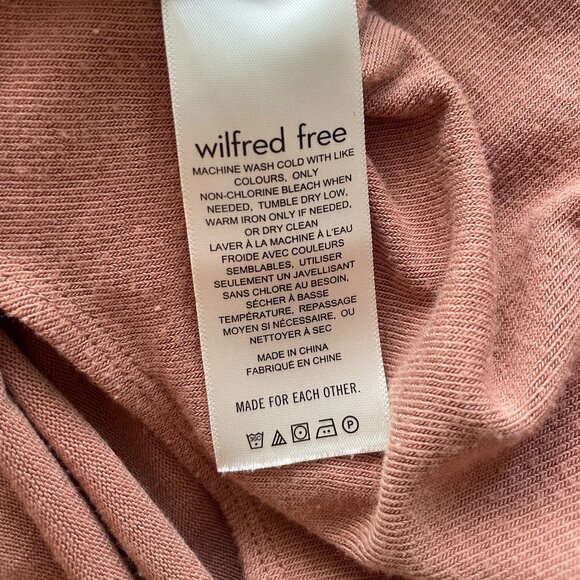 wilfred free
MACHINE WASH COLD WITH LIKE
COLOURS, ONLY
NON-CHLORINE BLEACH WHEN
NEEDED, TUMBLE DRY LOW,
WARM IRON ONLY IF NEEDED,
OR DRY CLEAN
LAVER À LA MACHINE À L'EAU
FROIDE AVEC COULEURS
SEMBLABLES, UTILISER
SEULEMENT UN JAVELLISANT
SANS CHLORE AU BESOIN,
SÉCHER À BASSE
TEMPÉRATURE, REPASSAGE
MOYEN SI NÉCESSAIRE, OU
NETTOYER À SEC
MADE IN CHINA
FABRIQUÉ EN CHINE
MADE FOR EACH OTHER.
P